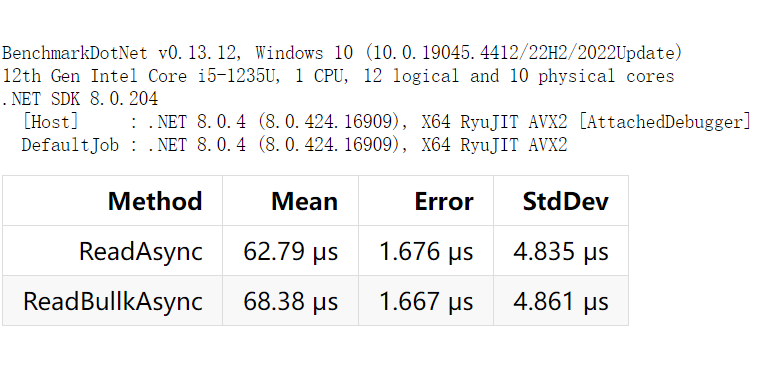 BenchmarkDotNet v0.13.12, Windows 10 (10.0.19045.4412/22H2/2022Update)
12th Gen Intel Core i5-1235U, 1 CPU, 12 logical and 10 physical cores
.NET SDK 8.0.204
[Host]     : .NET 8.0.4 (8.0.424.16909), X64 RyuJIT AVX2 [AttachedDebugger]
DefaultJob : .NET 8.0.4 (8.0.424.16909), X64 RyuJIT AVX2
Method Mean Error StdDev
ReadAsync 62.79 μs 1.676 μs 4.835 μs
ReadBullkAsync 68.38 μs 1.667 μs 4.861 μs